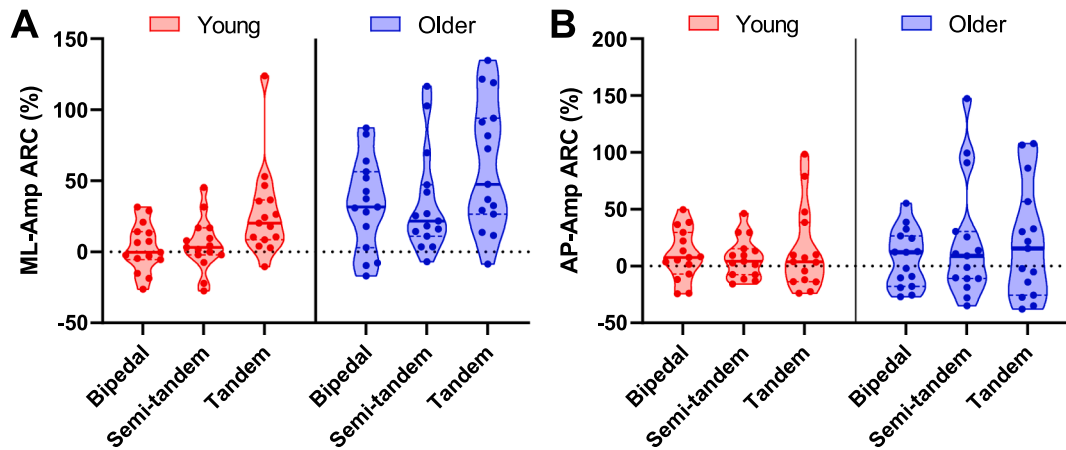 A
Young
Older
ML-Amp ARC (%)
150
100
50
0
-50
Bipedal
Semi-tandem
Tandem
Bipedal
Semi-tandem
Tandem
B
Young
Older
AP-Amp ARC (%)
200
150
100
50
0
-50
Bipedal
Semi-tandem
Tandem
Bipedal
Semi-tandem
Tandem